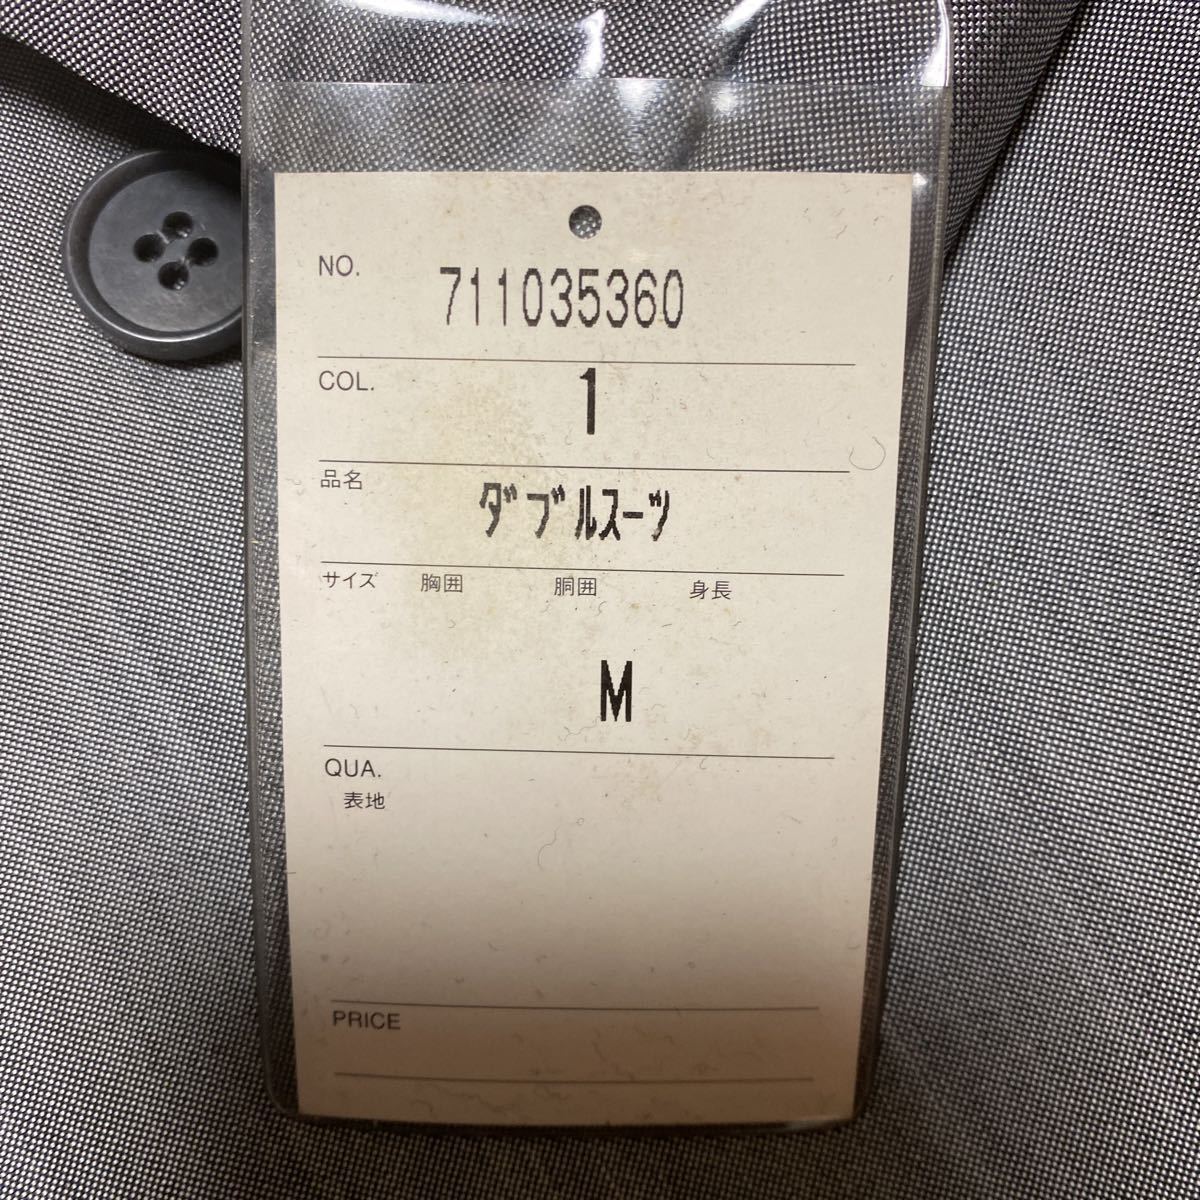 NO. 711035360
COL. 1
品名 ﾀﾞﾌﾞﾙｽｰﾂ
サイズ 胸囲 胴囲 身長
M
QUA.
表地
PRICE